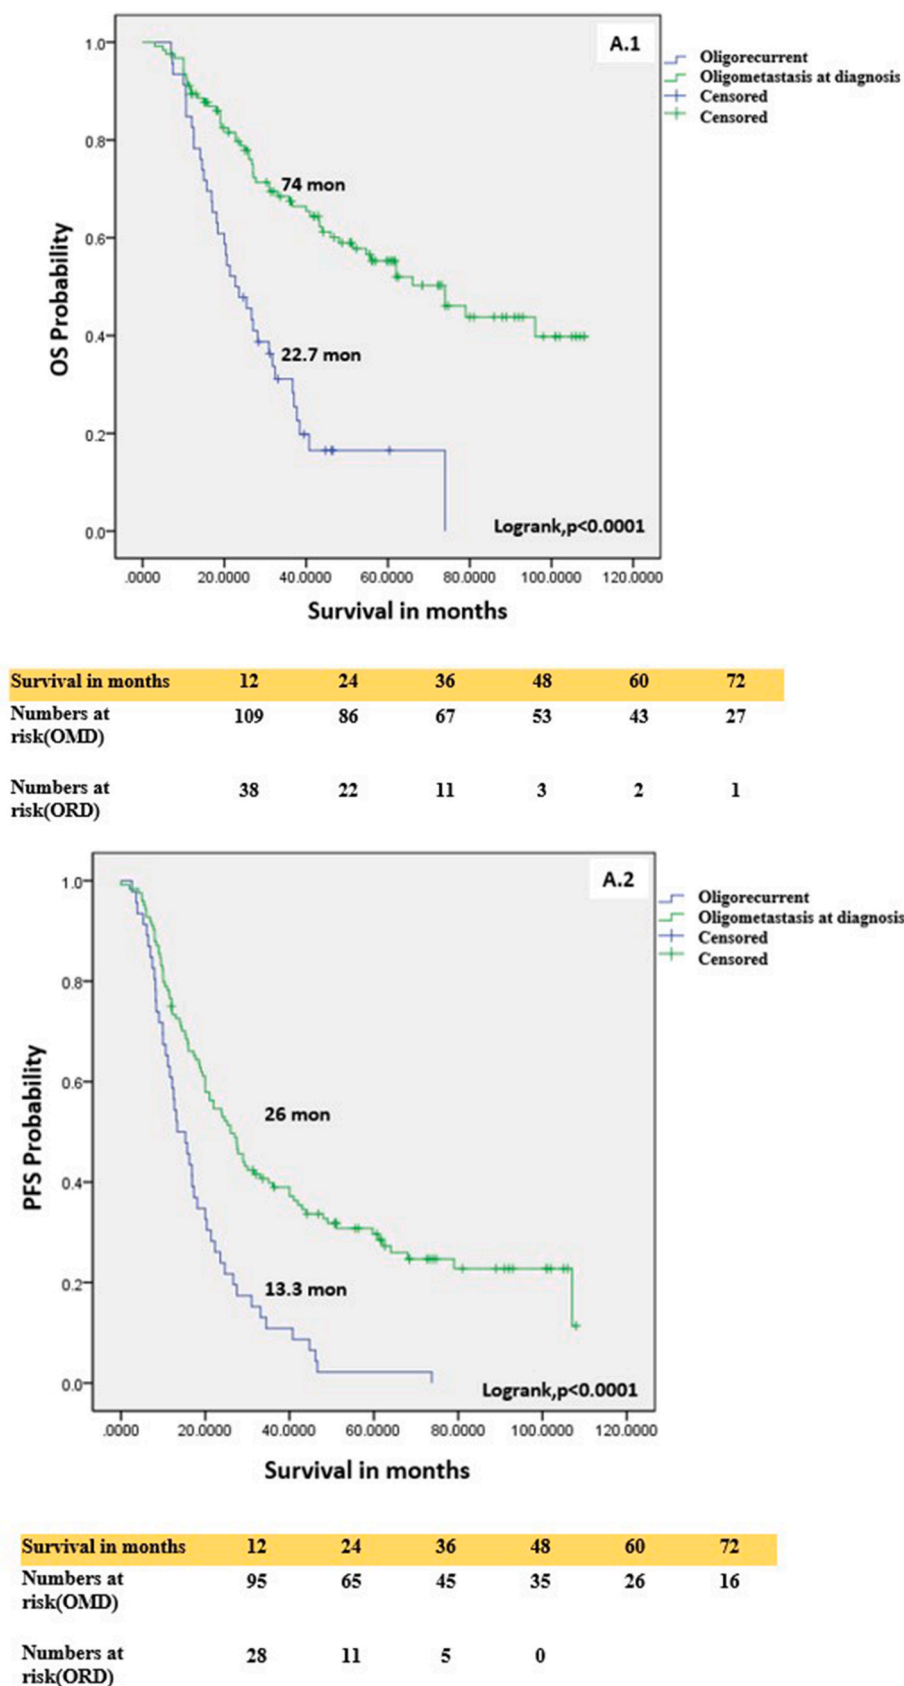 A.1
Oligorecurrent
Oligometastasis at diagnosis
Censored
Censored
1.0
0.8
0.6
0.4
0.2
0.0
OS Probability
74 mon
22.7 mon
Logrank,p<0.0001
.0000 20.0000 40.0000 60.0000 80.0000 100.0000 120.0000
Survival in months
Survival in months 12 24 36 48 60 72
Numbers at 109 86 67 53 43 27
risk(OMD)
Numbers at 38 22 11 3 2 1
risk(ORD)
A.2
Oligorecurrent
Oligometastasis at diagnosis
Censored
Censored
1.0
0.8
0.6
0.4
0.2
0.0
PFS Probability
26 mon
13.3 mon
Logrank,p<0.0001
.0000 20.0000 40.0000 60.0000 80.0000 100.0000 120.0000
Survival in months
Survival in months 12 24 36 48 60 72
Numbers at 95 65 45 35 26 16
risk(OMD)
Numbers at 28 11 5 0
risk(ORD)